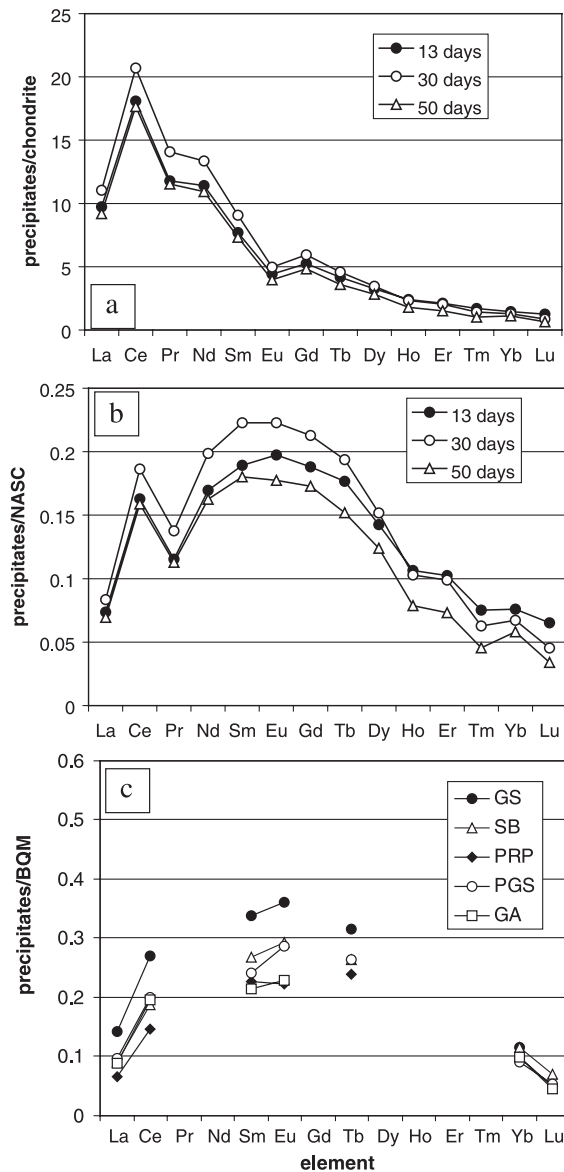 25
20
15
10
5
0
precipitates/chondrite
13 days
30 days
50 days
a
La Ce Pr Nd Sm Eu Gd Tb Dy Ho Er Tm Yb Lu
0.25
0.2
0.15
0.1
0.05
0
precipitates/NASC
b
13 days
30 days
50 days
La Ce Pr Nd Sm Eu Gd Tb Dy Ho Er Tm Yb Lu
0.6
0.5
0.4
0.3
0.2
0.1
0
precipitates/BQM
c
GS
SB
PRP
PGS
GA
La Ce Pr Nd Sm Eu Gd Tb Dy Ho Er Tm Yb Lu
element